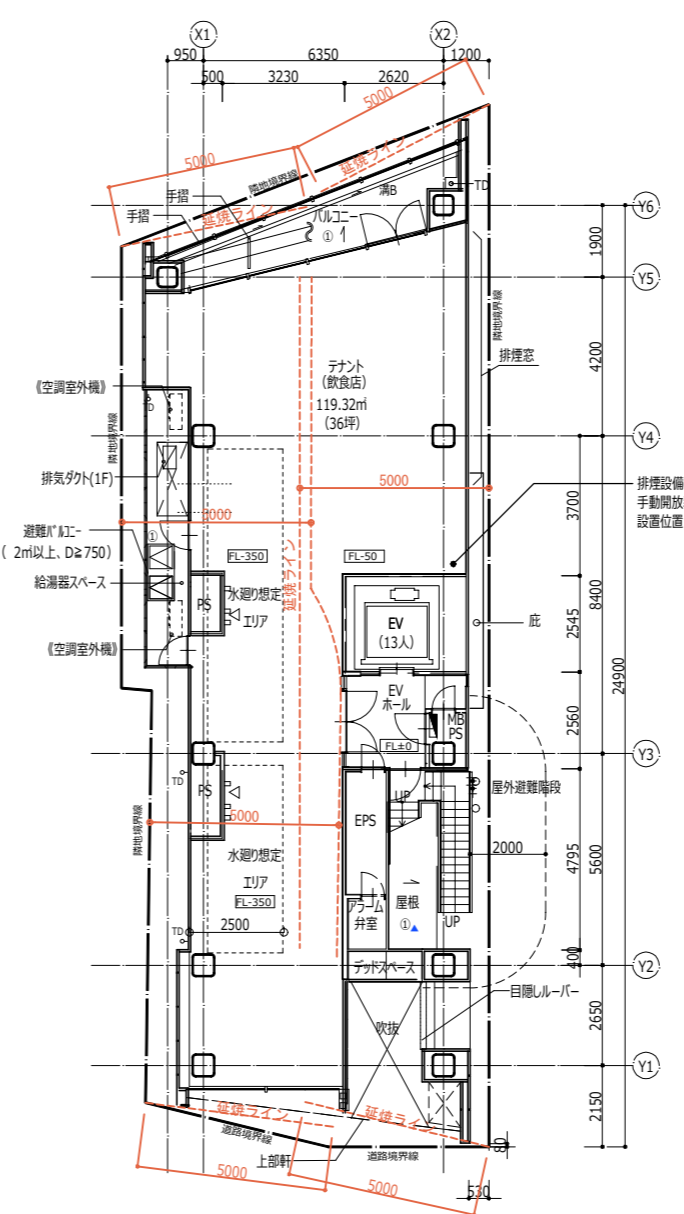 X1
X2
950
6350
1200
500
3230
2620
5000
5000
隣地境界線
延焼ライン
手摺
手摺
延焼ライン
バルコニー
①
溝B
TD
Y6
1900
Y5
隣地境界線
排煙窓
4200
テナント
(飲食店)
119.32㎡
(36坪)
《空調室外機》
TD
隣地境界線
Y4
排気ダクト(1F)
5000
排煙設備
手動開放
設置位置
3700
避難バルコニー
( 2㎡以上、D≧750)
①
FL-350
FL-50
延焼ライン
給湯器スペース
PS
水廻り想定
エリア
EV
(13人)
庇
2545
8400
24900
《空調室外機》
EV
ホール
MB
PS
2560
FL±0
Y3
TD
PS
UP
屋外避難階段
隣地境界線
5000
EPS
2000
水廻り想定
エリア
FL-350
4795
5600
2500
アラーム
弁室
屋根
①
UP
TD
400
デッドスペース
Y2
目隠しルーバー
吹抜
2650
Y1
2150
延焼ライン
延焼ライン
道路境界線
上部軒
道路境界線
80
5000
5000
530